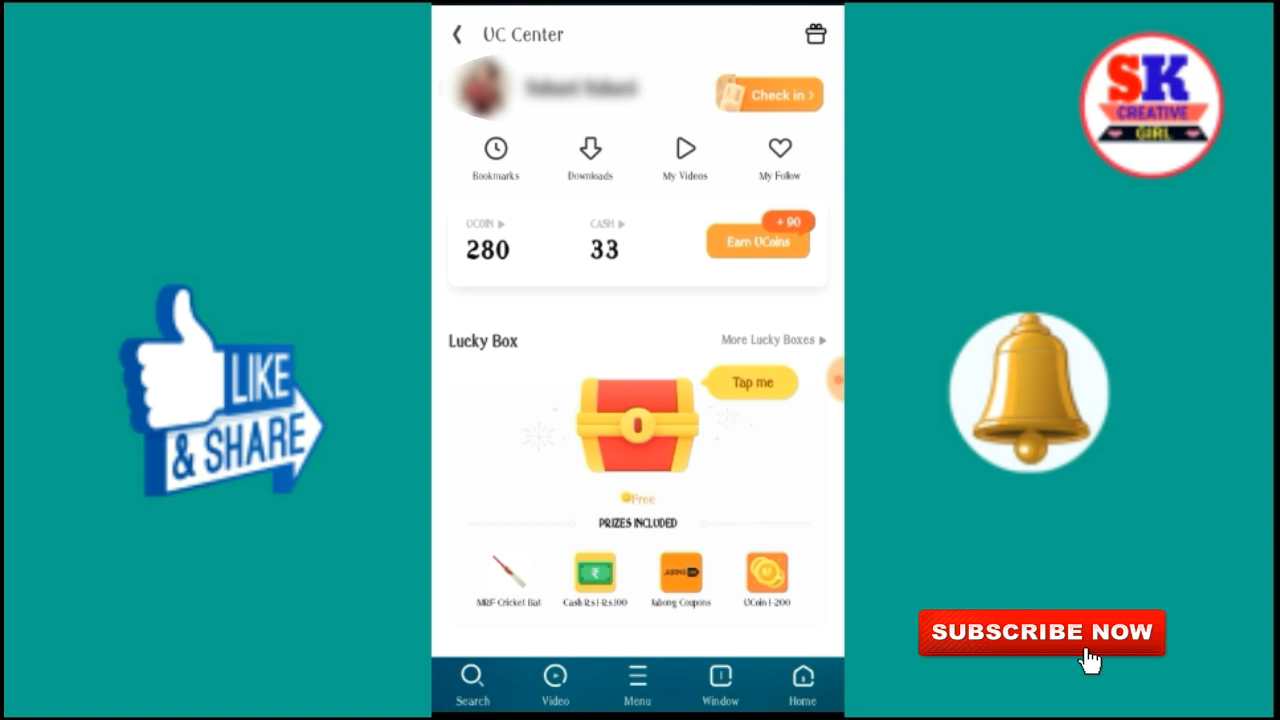 UC Center
Check in
Bookmarks
Downloads
My Videos
My Follow
UCOIN
CASH
+ 90
280
33
Earn UCoins
Lucky Box
More Lucky Boxes
Tap me
Free
PRIZES INCLUDED
JABONG
MRF Cricket Bat
Cash Rs.1-Rs.100
Jabong Coupons
UCoin 1-200
Search
Video
Menu
Window
Home
LIKE
& SHARE
SK
CREATIVE
GIRL
SUBSCRIBE NOW